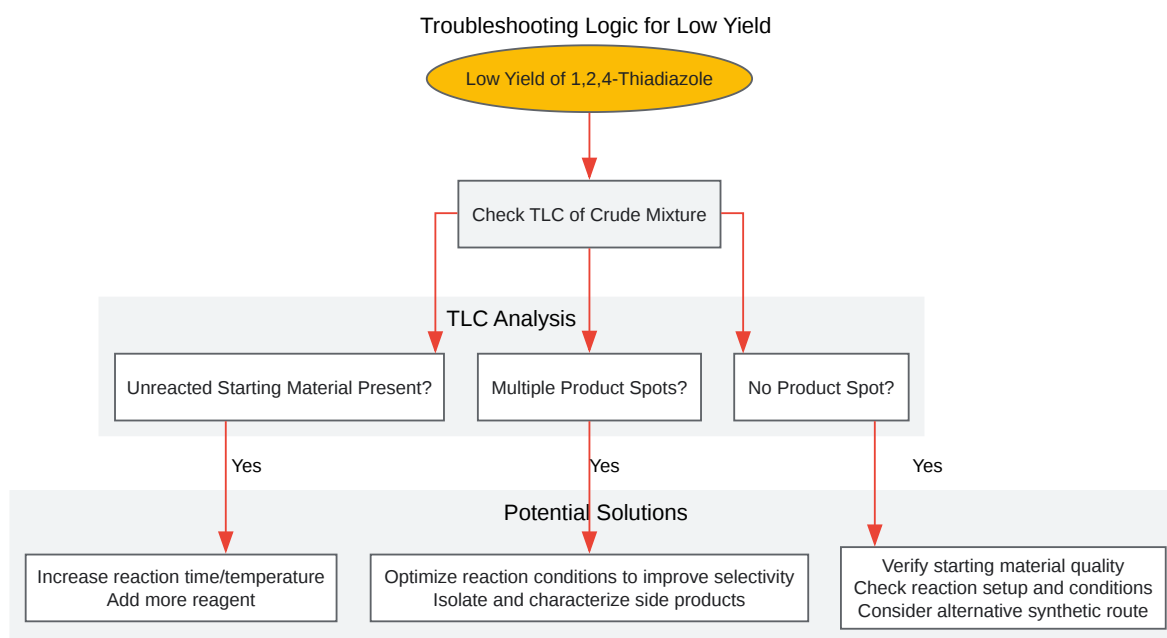 Troubleshooting Logic for Low Yield
Low Yield of 1,2,4-Thiadiazole
Check TLC of Crude Mixture
TLC Analysis
Unreacted Starting Material Present?
Multiple Product Spots?
No Product Spot?
Yes
Yes
Yes
Potential Solutions
Increase reaction time/temperature
Add more reagent
Optimize reaction conditions to improve selectivity
Isolate and characterize side products
Verify starting material quality
Check reaction setup and conditions
Consider alternative synthetic route